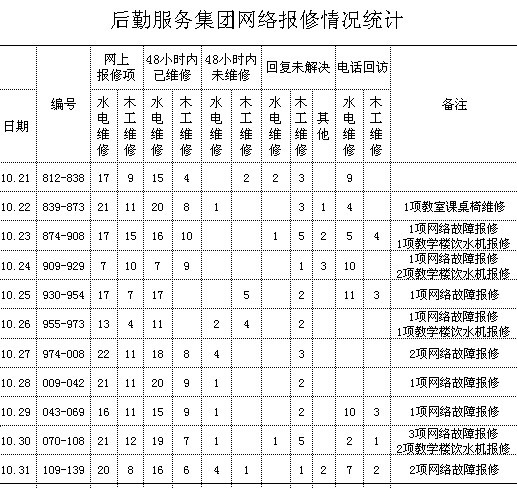 后勤服务集团网络报修情况统计
日期 编号 网上报修项 48小时内已维修 48小时内未维修 回复未解决 电话回访 备注
水电维修 木工维修 水电维修 木工维修 水电维修 木工维修 水电维修 木工维修 其他 水电维修 木工维修
10.21 812-838 17 9 15 4 2 2 3 9
10.22 839-873 21 11 20 8 1 3 1 4 1项教室课桌椅维修
10.23 874-908 17 15 16 10 1 5 2 5 4 1项网络故障报修
1项教学楼饮水机报修
10.24 909-929 7 10 7 9 1 3 10 1项网络故障报修
2项教学楼饮水机报修
10.25 930-954 17 7 17 5 2 11 3 1项网络故障报修
10.26 955-973 13 4 11 2 4 2 1项网络故障报修
1项教学楼饮水机报修
10.27 974-008 22 11 18 8 4 3 2项网络故障报修
10.28 009-042 21 11 20 9 1 2 1项网络故障报修
10.29 043-069 16 11 15 9 1 2 10 3 1项网络故障报修
10.30 070-108 21 12 19 7 1 1 5 2 1 3项网络故障报修
2项教学楼饮水机报修
10.31 109-139 20 8 16 6 4 1 1 2 7 2 2项网络故障报修